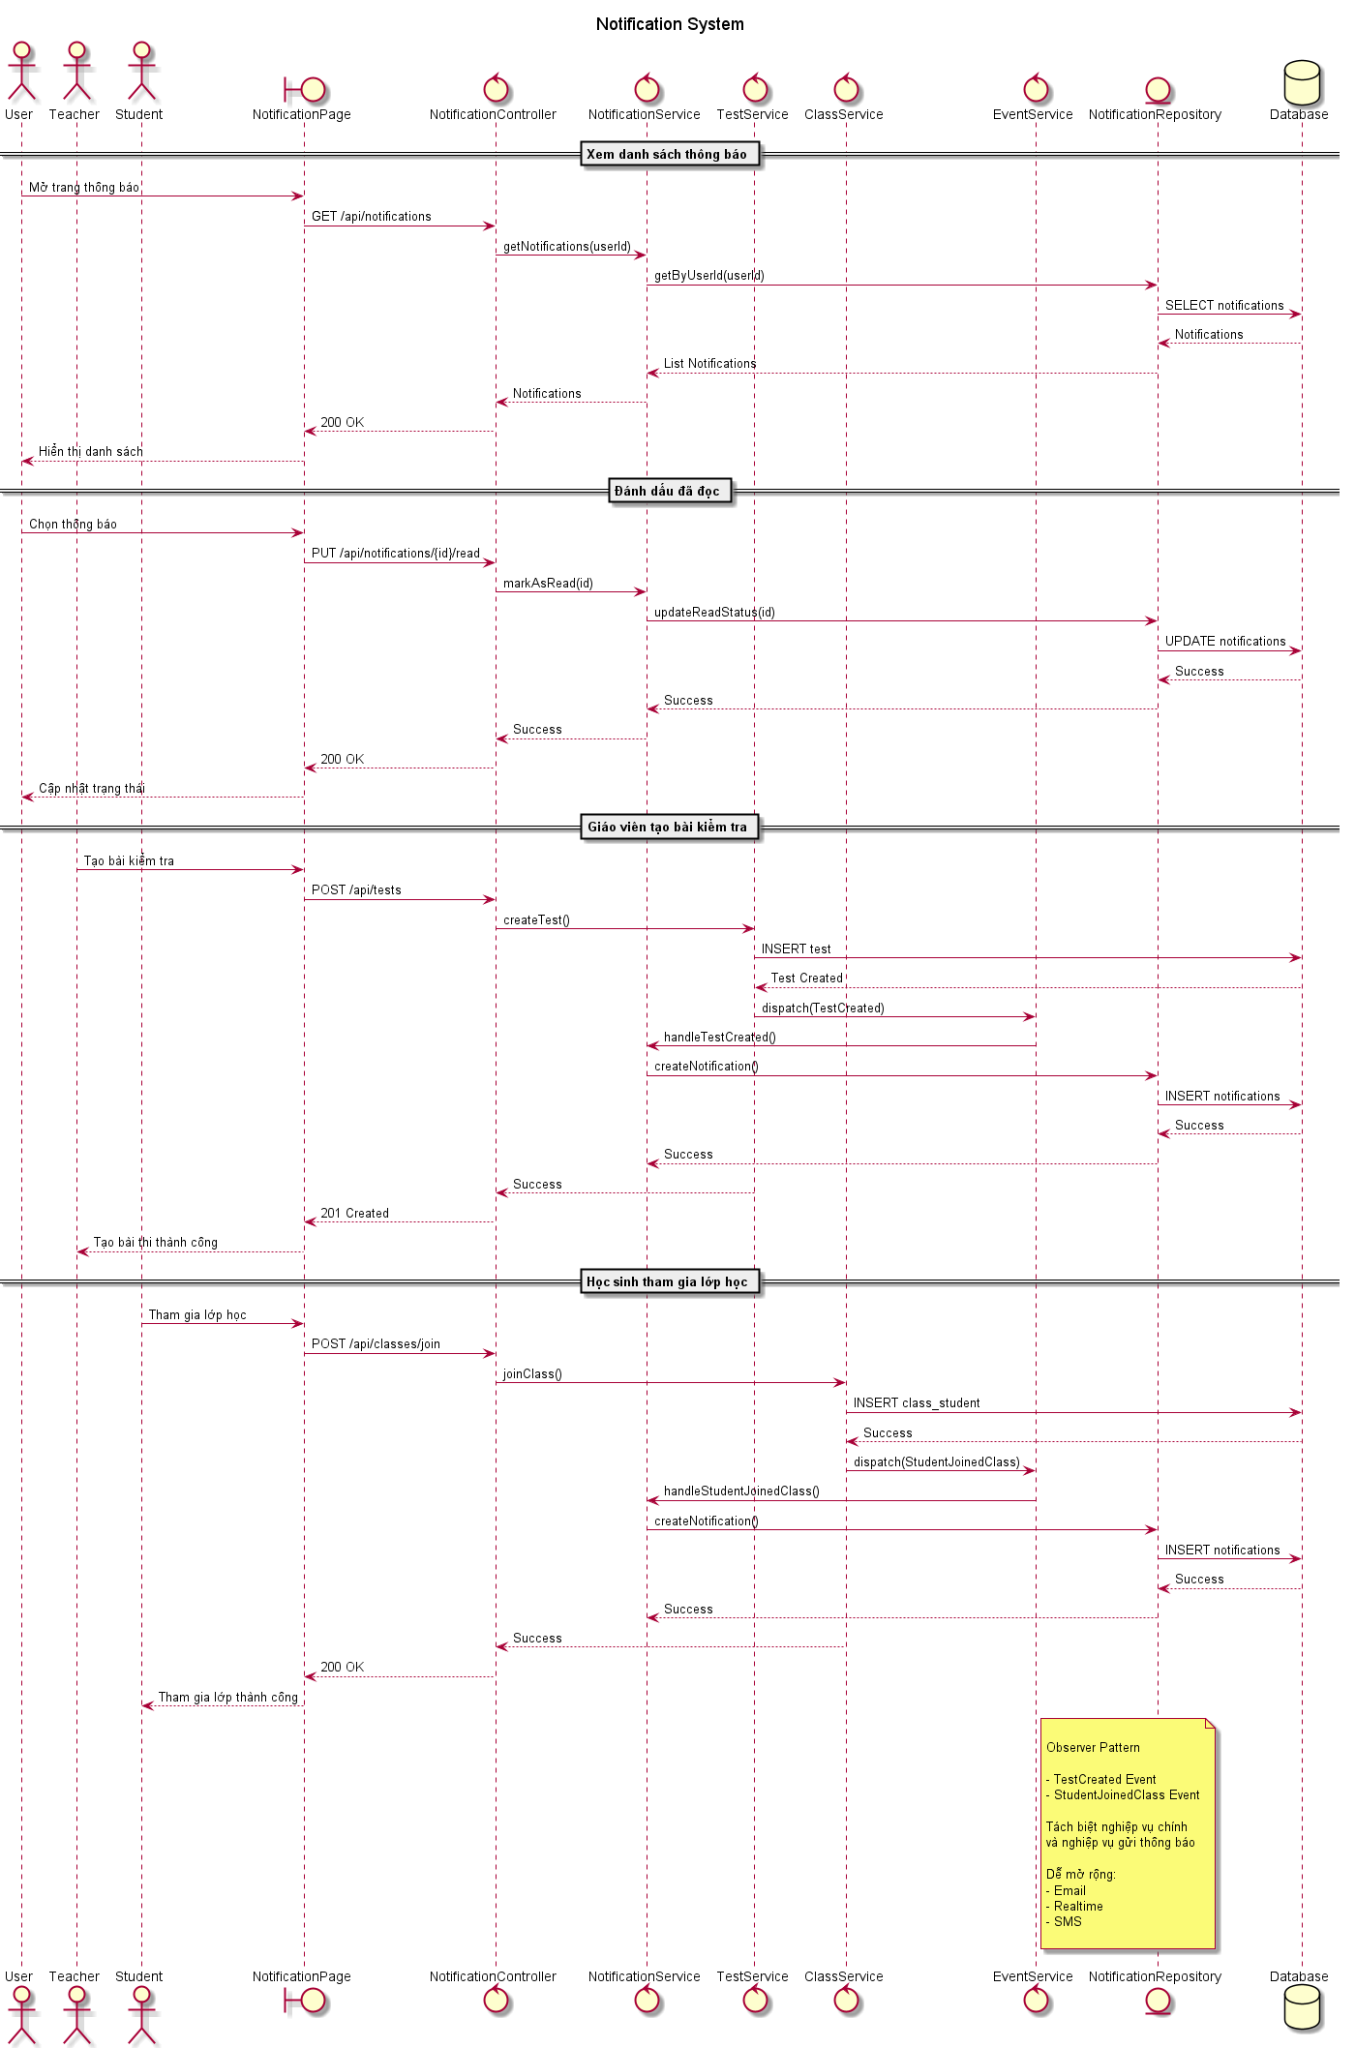 Notification System
User Teacher Student NotificationPage NotificationController NotificationService TestService ClassService EventService NotificationRepository Database
Xem danh sách thông báo
Mở trang thông báo
GET /api/notifications
getNotifications(userId)
getByUserId(userId)
SELECT notifications
Notifications
List Notifications
Notifications
200 OK
Hiển thị danh sách
Đánh dấu đã đọc
Chọn thông báo
PUT /api/notifications/{id}/read
markAsRead(id)
updateReadStatus(id)
UPDATE notifications
Success
Success
Success
200 OK
Cập nhật trạng thái
Giáo viên tạo bài kiểm tra
Tạo bài kiểm tra
POST /api/tests
createTest()
INSERT test
Test Created
dispatch(TestCreated)
handleTestCreated()
createNotification()
INSERT notifications
Success
Success
Success
201 Created
Tạo bài thi thành công
Học sinh tham gia lớp học
Tham gia lớp học
POST /api/classes/join
joinClass()
INSERT class_student
Success
dispatch(StudentJoinedClass)
handleStudentJoinedClass()
createNotification()
INSERT notifications
Success
Success
Success
200 OK
Tham gia lớp thành công
Observer Pattern
- TestCreated Event
- StudentJoinedClass Event
Tách biệt nghiệp vụ chính
và nghiệp vụ gửi thông báo
Dễ mở rộng:
- Email
- Realtime
- SMS
User Teacher Student NotificationPage NotificationController NotificationService TestService ClassService EventService NotificationRepository Database